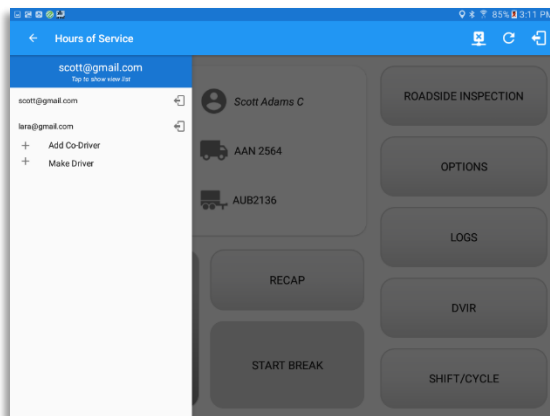 85% 3:11 PM
Hours of Service
scott@gmail.com
Tap to show view list
scott@gmail.com
lara@gmail.com
+ Add Co-Driver
+ Make Driver
Scott Adams C
AAN 2564
AUB2136
RECAP
START BREAK
ROADSIDE INSPECTION
OPTIONS
LOGS
DVIR
SHIFT/CYCLE